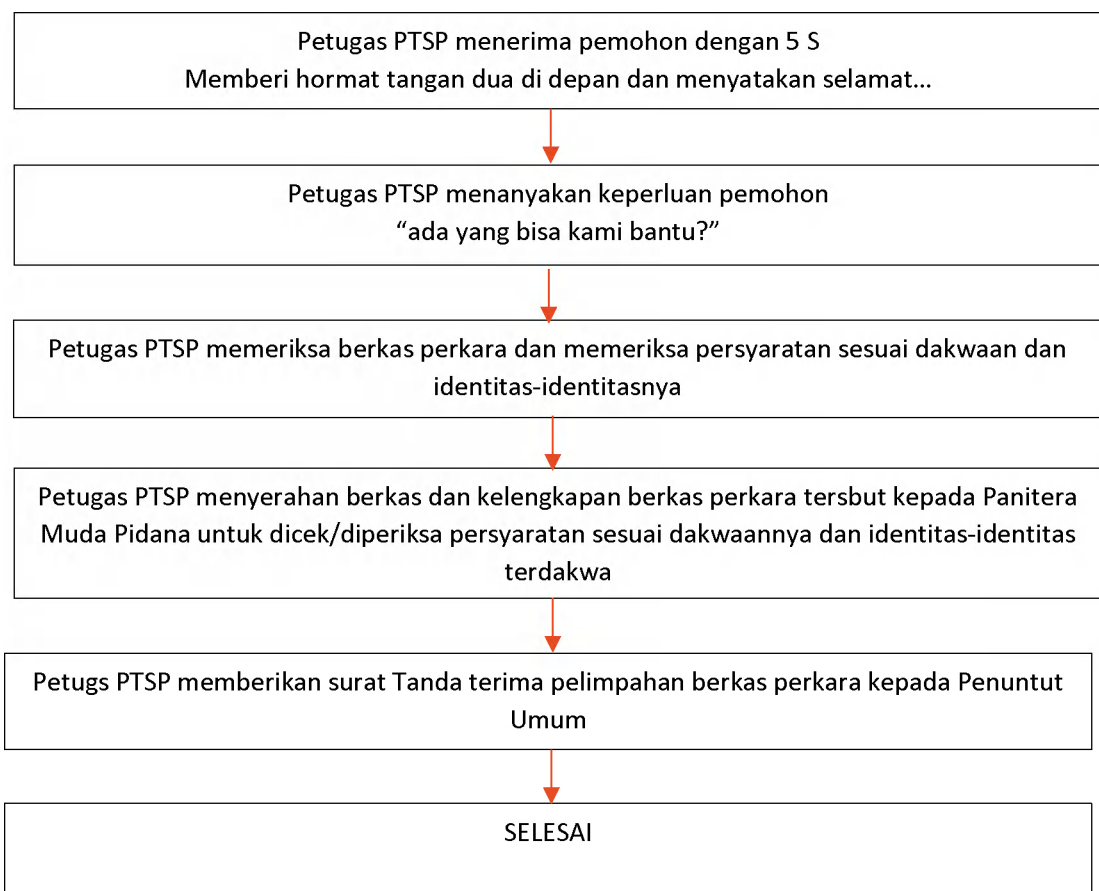 Petugas PTSP menerima pemohon dengan 5 S
Memberi hormat tangan dua di depan dan menyatakan selamat...
Petugas PTSP menanyakan keperluan pemohon
“ada yang bisa kami bantu?”
Petugas PTSP memeriksa berkas perkara dan memeriksa persyaratan sesuai dakwaan dan
identitas-identitasnya
Petugas PTSP menyerahan berkas dan kelengkapan berkas perkara tersbut kepada Panitera
Muda Pidana untuk dicek/diperiksa persyaratan sesuai dakwaannya dan identitas-identitas
terdakwa
Petugs PTSP memberikan surat Tanda terima pelimpahan berkas perkara kepada Penuntut
Umum
SELESAI